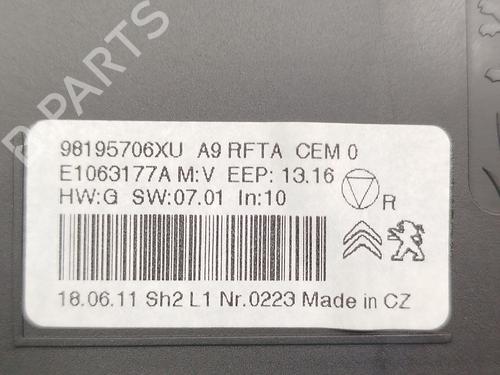 B-PARTS
98195706XU A9 RFTA CEM 0
E1063177A M:V EEP: 13.16
HW:G SW:07.01 In:10
R
18.06.11 Sh2 L1 Nr.0223 Made in CZ